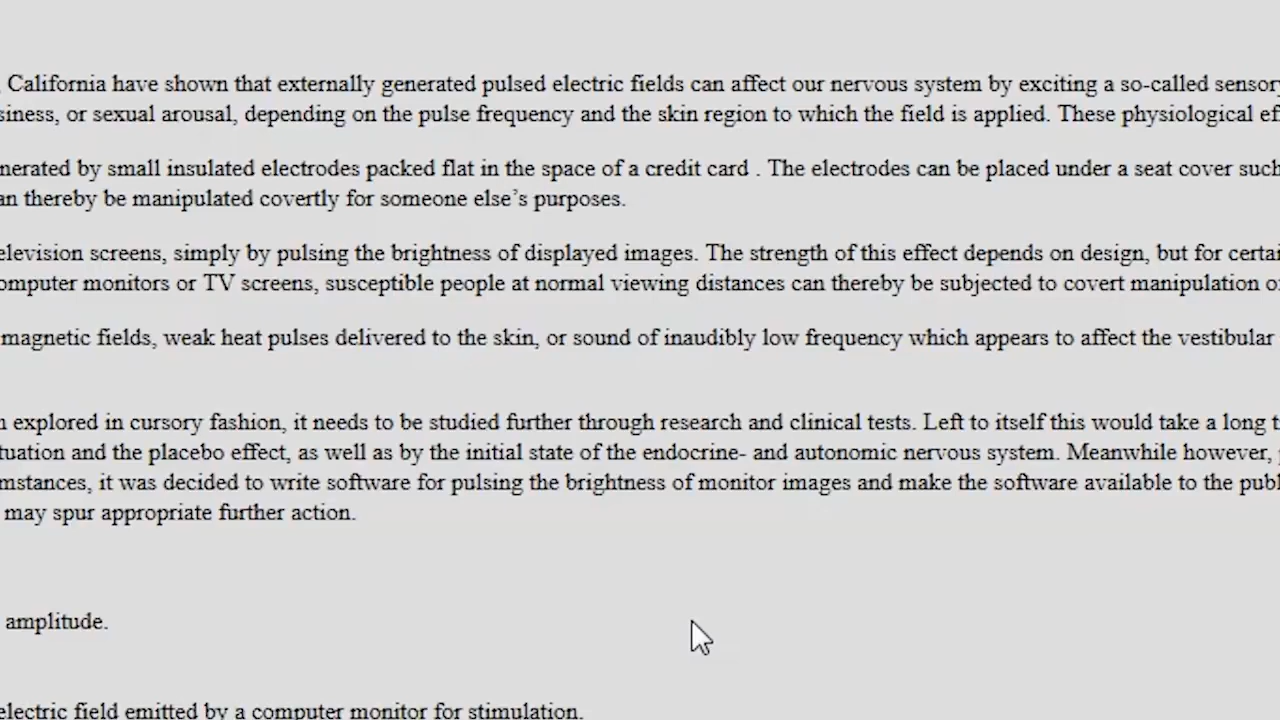 California have shown that externally generated pulsed electric fields can affect our nervous system by exciting a so-called sensory
siness, or sexual arousal, depending on the pulse frequency and the skin region to which the field is applied. These physiological ef
nerated by small insulated electrodes packed flat in the space of a credit card . The electrodes can be placed under a seat cover such
an thereby be manipulated covertly for someone else’s purposes.
elevision screens, simply by pulsing the brightness of displayed images. The strength of this effect depends on design, but for certai
omputer monitors or TV screens, susceptible people at normal viewing distances can thereby be subjected to covert manipulation o
magnetic fields, weak heat pulses delivered to the skin, or sound of inaudibly low frequency which appears to affect the vestibular
n explored in cursory fashion, it needs to be studied further through research and clinical tests. Left to itself this would take a long t
tuation and the placebo effect, as well as by the initial state of the endocrine- and autonomic nervous system. Meanwhile however,
mstances, it was decided to write software for pulsing the brightness of monitor images and make the software available to the publ
may spur appropriate further action.
amplitude.
electric field emitted by a computer monitor for stimulation.